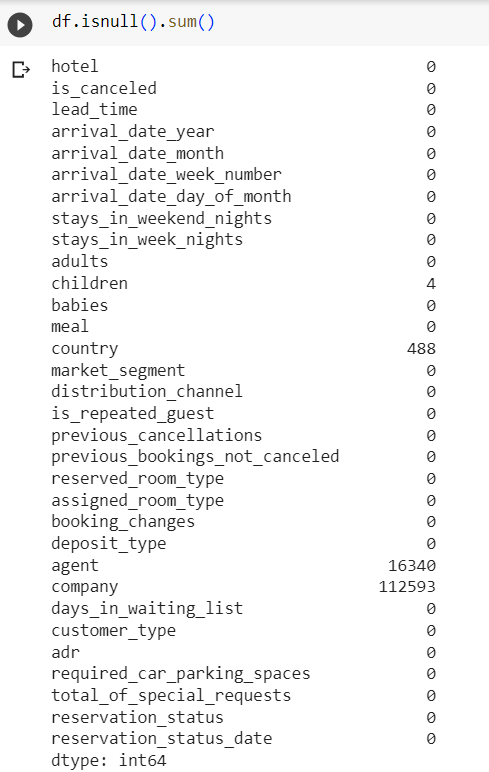 df.isnull().sum()
hotel 0
is_canceled 0
lead_time 0
arrival_date_year 0
arrival_date_month 0
arrival_date_week_number 0
arrival_date_day_of_month 0
stays_in_weekend_nights 0
stays_in_week_nights 0
adults 0
children 4
babies 0
meal 0
country 488
market_segment 0
distribution_channel 0
is_repeated_guest 0
previous_cancellations 0
previous_bookings_not_canceled 0
reserved_room_type 0
assigned_room_type 0
booking_changes 0
deposit_type 0
agent 16340
company 112593
days_in_waiting_list 0
customer_type 0
adr 0
required_car_parking_spaces 0
total_of_special_requests 0
reservation_status 0
reservation_status_date 0
dtype: int64